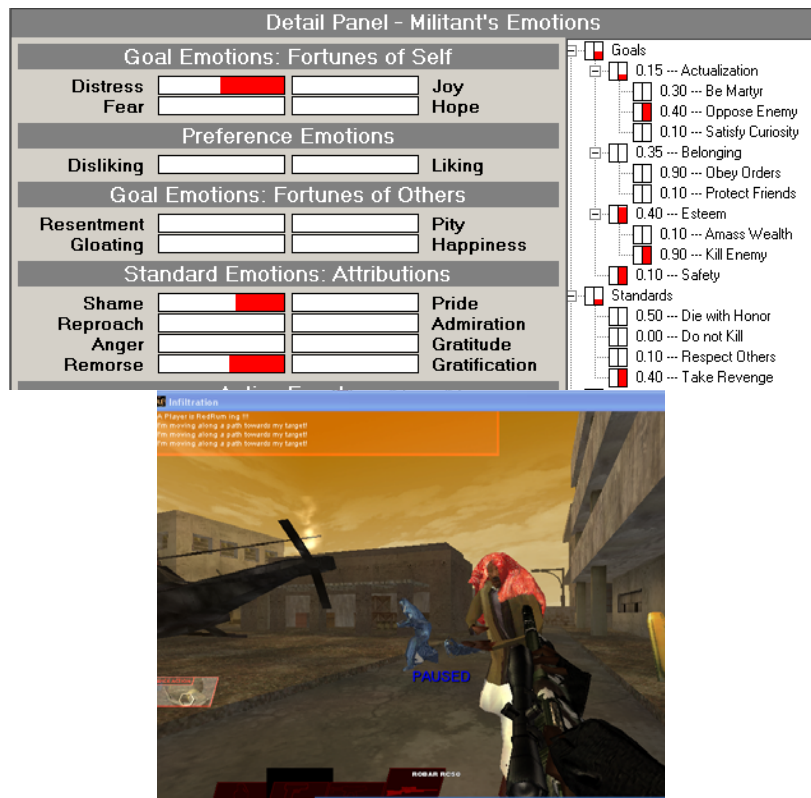 Detail Panel - Militant's Emotions
Goal Emotions: Fortunes of Self
Distress Joy
Fear Hope
Preference Emotions
Disliking Liking
Goal Emotions: Fortunes of Others
Resentment Pity
Gloating Happiness
Standard Emotions: Attributions
Shame Pride
Reproach Admiration
Anger Gratitude
Remorse Gratification
Goals
0.15 --- Actualization
0.30 --- Be Martyr
0.40 --- Oppose Enemy
0.10 --- Satisfy Curiosity
0.35 --- Belonging
0.90 --- Obey Orders
0.10 --- Protect Friends
0.40 --- Esteem
0.10 --- Amass Wealth
0.90 --- Kill Enemy
0.10 --- Safety
Standards
0.50 --- Die with Honor
0.00 --- Do not Kill
0.10 --- Respect Others
0.40 --- Take Revenge
Infiltration
A Player is RedRum ing !!!
I'm moving along a path towards my target!
I'm moving along a path towards my target!
I'm moving along a path towards my target!
PAUSED
ROBAR RC50